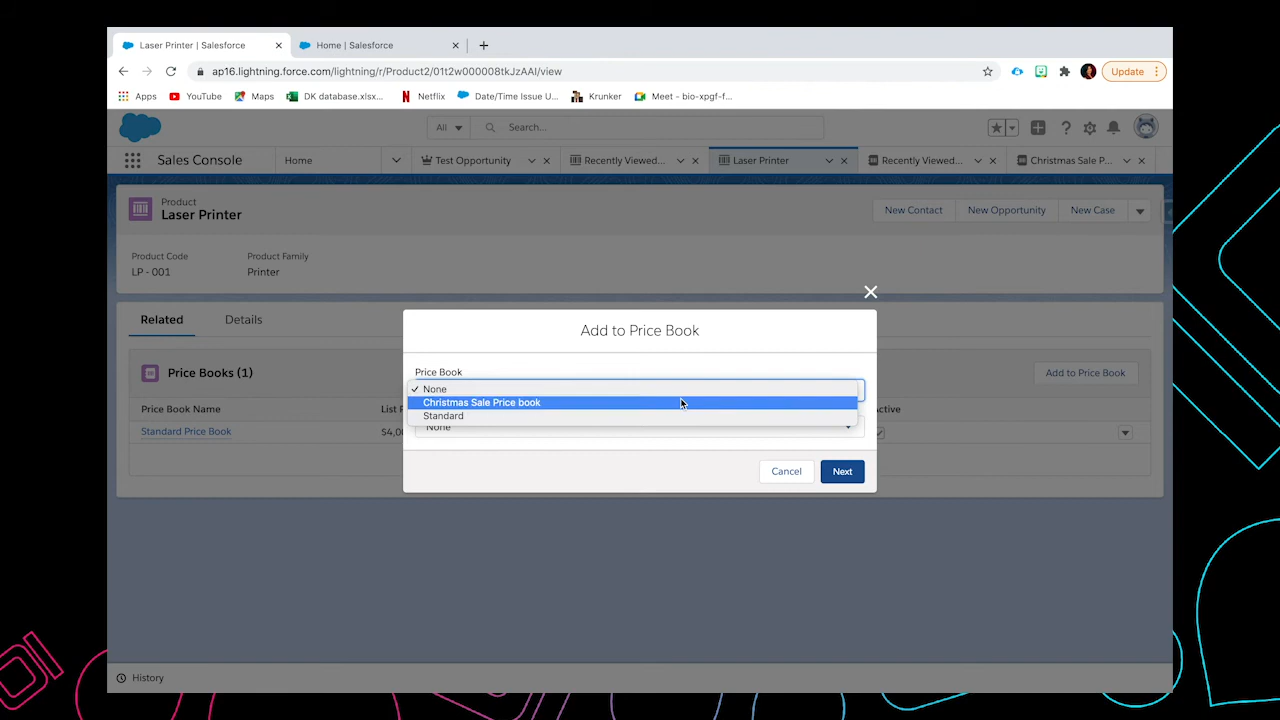 Laser Printer | Salesforce
Home | Salesforce
ap16.lightning.force.com/lightning/r/Product2/01t2w000008tkJzAAI/view
Update
Apps
YouTube
Maps
DK database.xlsx...
Netflix
Date/Time Issue U...
Krunker
Meet - bio-xpgf-f...
All
Search...
Sales Console
Home
Test Opportunity
Recently Viewed...
Laser Printer
Recently Viewed...
Christmas Sale P...
Product
Laser Printer
New Contact
New Opportunity
New Case
Product Code
Product Family
LP - 001
Printer
Related
Details
Price Books (1)
Add to Price Book
Price Book Name
List P
Active
Standard Price Book
$4,0
Add to Price Book
Price Book
None
Christmas Sale Price book
Standard
None
Cancel
Next
History